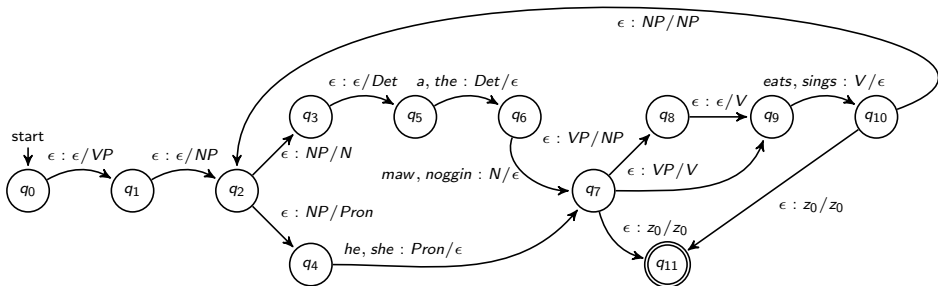 ϵ : NP/NP
ϵ : ϵ/Det
a, the : Det/ϵ
ϵ : ϵ/V
eats, sings : V/ϵ
q3
q5
q6
q8
q9
q10
start
ϵ : ϵ/VP
ϵ : ϵ/NP
ϵ : NP/N
ϵ : VP/NP
maw, noggin : N/ϵ
ϵ : VP/V
q0
q1
q2
q7
ϵ : NP/Pron
ϵ : z0/z0
ϵ : z0/z0
he, she : Pron/ϵ
q4
q11